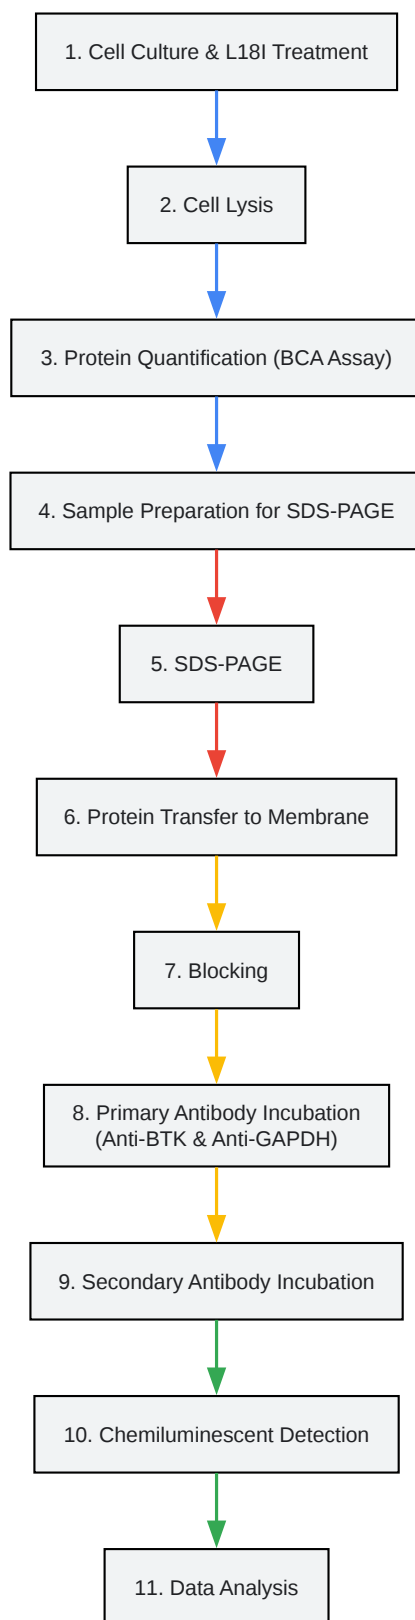 1. Cell Culture & L18I Treatment
2. Cell Lysis
3. Protein Quantification (BCA Assay)
4. Sample Preparation for SDS-PAGE
5. SDS-PAGE
6. Protein Transfer to Membrane
7. Blocking
8. Primary Antibody Incubation
(Anti-BTK & Anti-GAPDH)
9. Secondary Antibody Incubation
10. Chemiluminescent Detection
11. Data Analysis